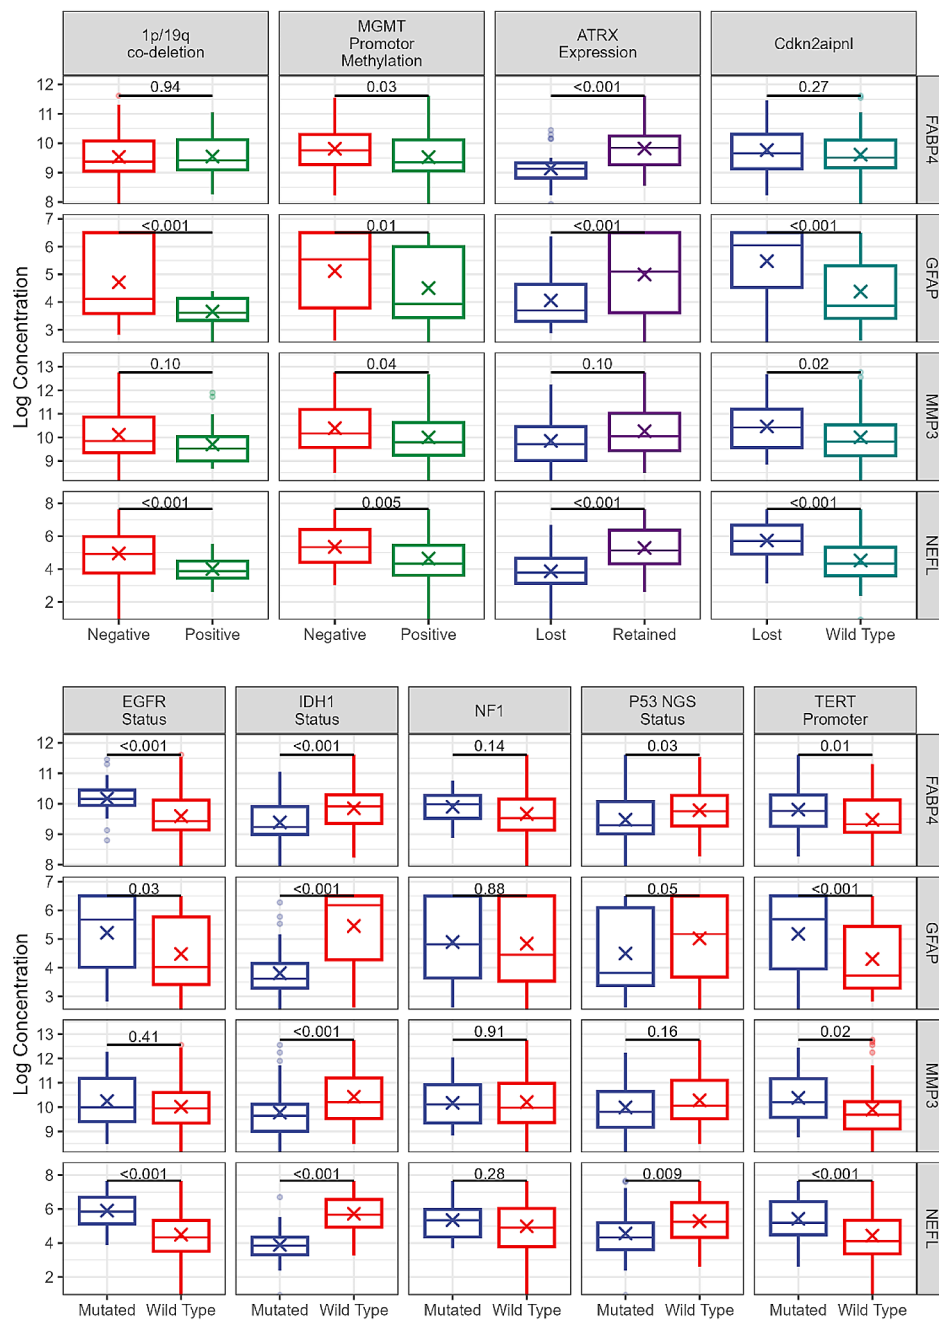 1p/19q
co-deletion
MGMT
Promotor
Methylation
ATRX
Expression
Cdkn2aipnl
Log Concentration
12
11
10
9
8
0.94
0.03
<0.001
0.27
FABP4
7
6
5
4
3
<0.001
0.01
<0.001
<0.001
GFAP
13
12
11
10
9
0.10
0.04
0.10
0.02
MMP3
8
6
4
2
<0.001
0.005
<0.001
<0.001
NEFL
Negative Positive Negative Positive Lost Retained Lost Wild Type
EGFR
Status
IDH1
Status
NF1
P53 NGS
Status
TERT
Promoter
Log Concentration
12
11
10
9
8
<0.001
<0.001
0.14
0.03
0.01
FABP4
7
6
5
4
3
0.03
<0.001
0.88
0.05
<0.001
GFAP
13
12
11
10
9
0.41
<0.001
0.91
0.16
0.02
MMP3
8
6
4
2
<0.001
<0.001
0.28
0.009
<0.001
NEFL
Mutated Wild Type Mutated Wild Type Mutated Wild Type Mutated Wild Type Mutated Wild Type